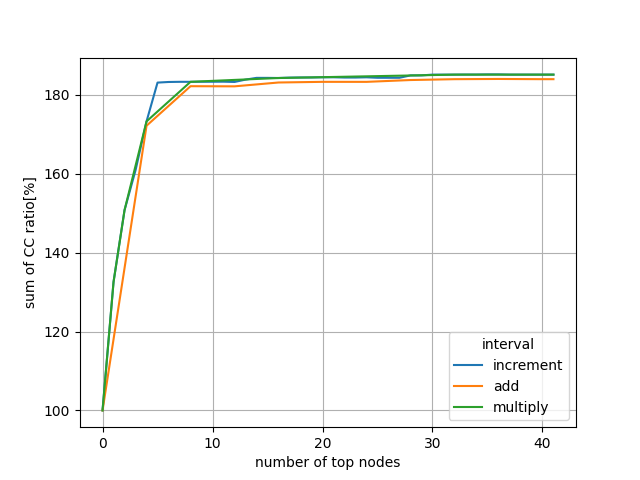 180
160
140
120
100
sum of CC ratio[%]
interval
increment
add
multiply
0
10
20
30
40
number of top nodes